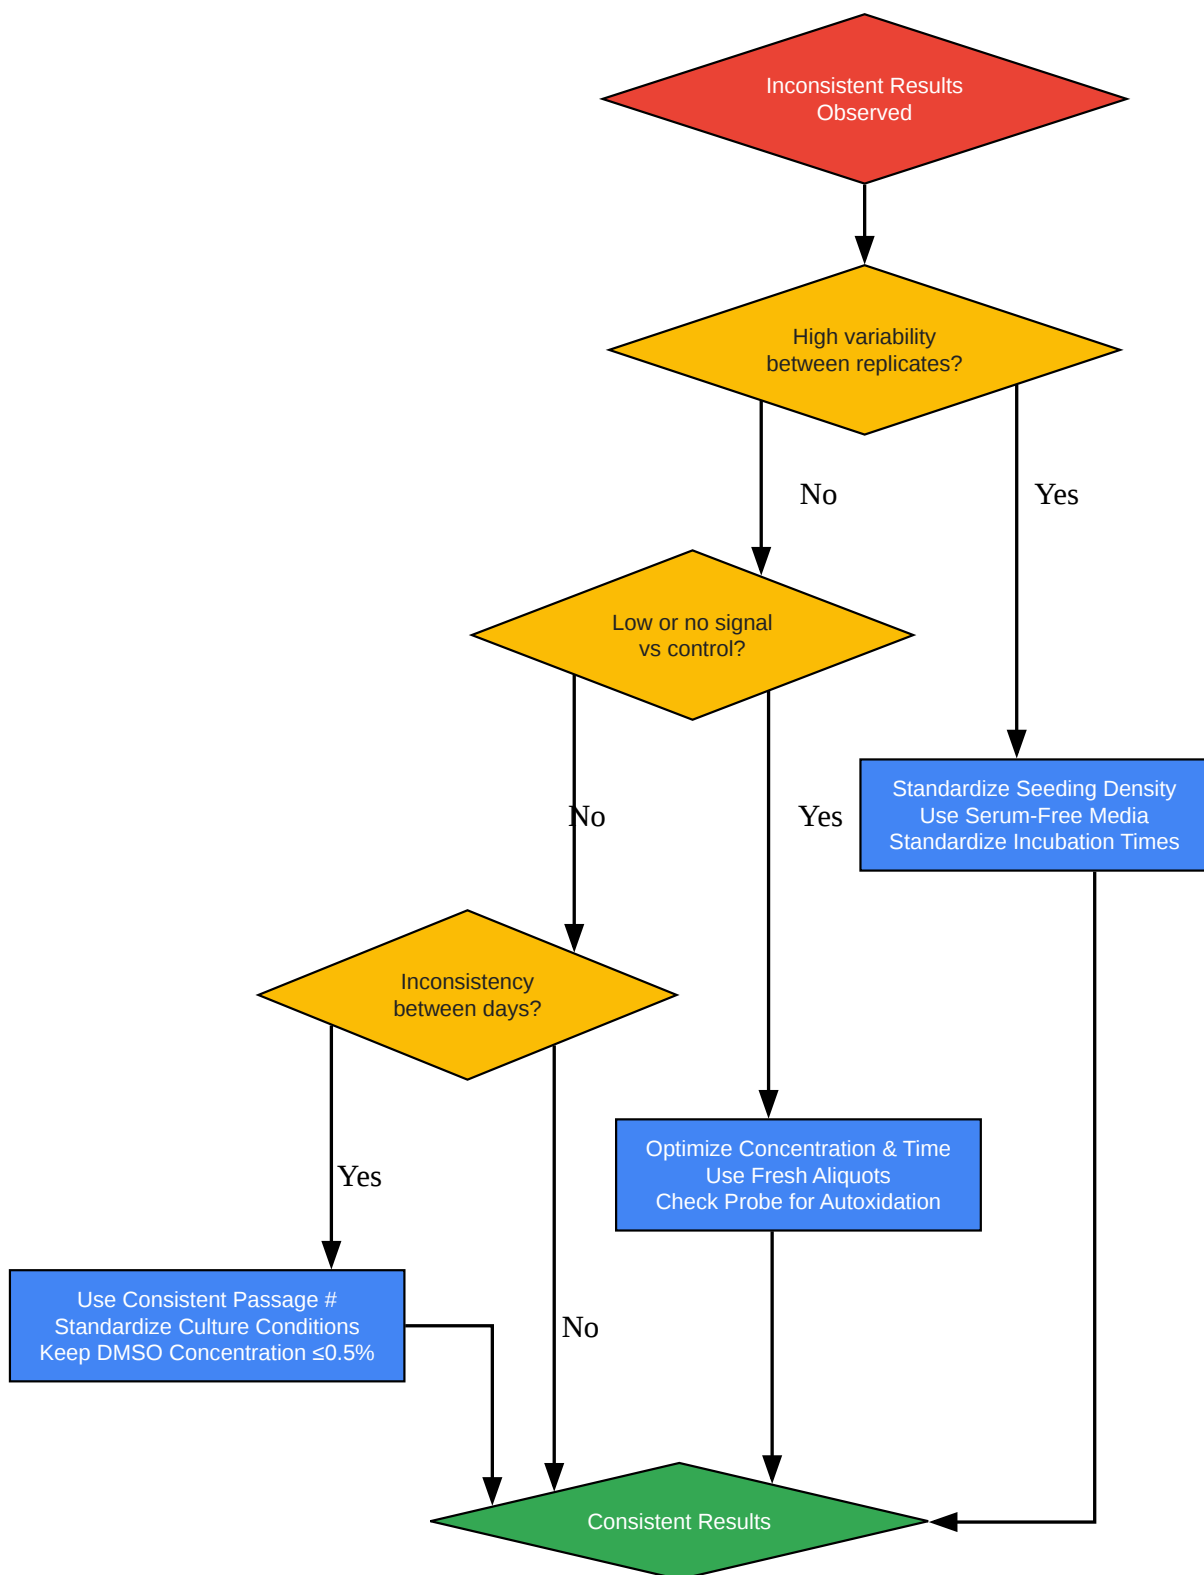 Inconsistent Results
Observed
High variability
between replicates?
No
Yes
Low or no signal
vs control?
Standardize Seeding Density
Use Serum-Free Media
Standardize Incubation Times
No
Yes
Inconsistency
between days?
Optimize Concentration & Time
Use Fresh Aliquots
Check Probe for Autoxidation
Yes
Use Consistent Passage #
Standardize Culture Conditions
Keep DMSO Concentration ≤0.5%
No
Consistent Results